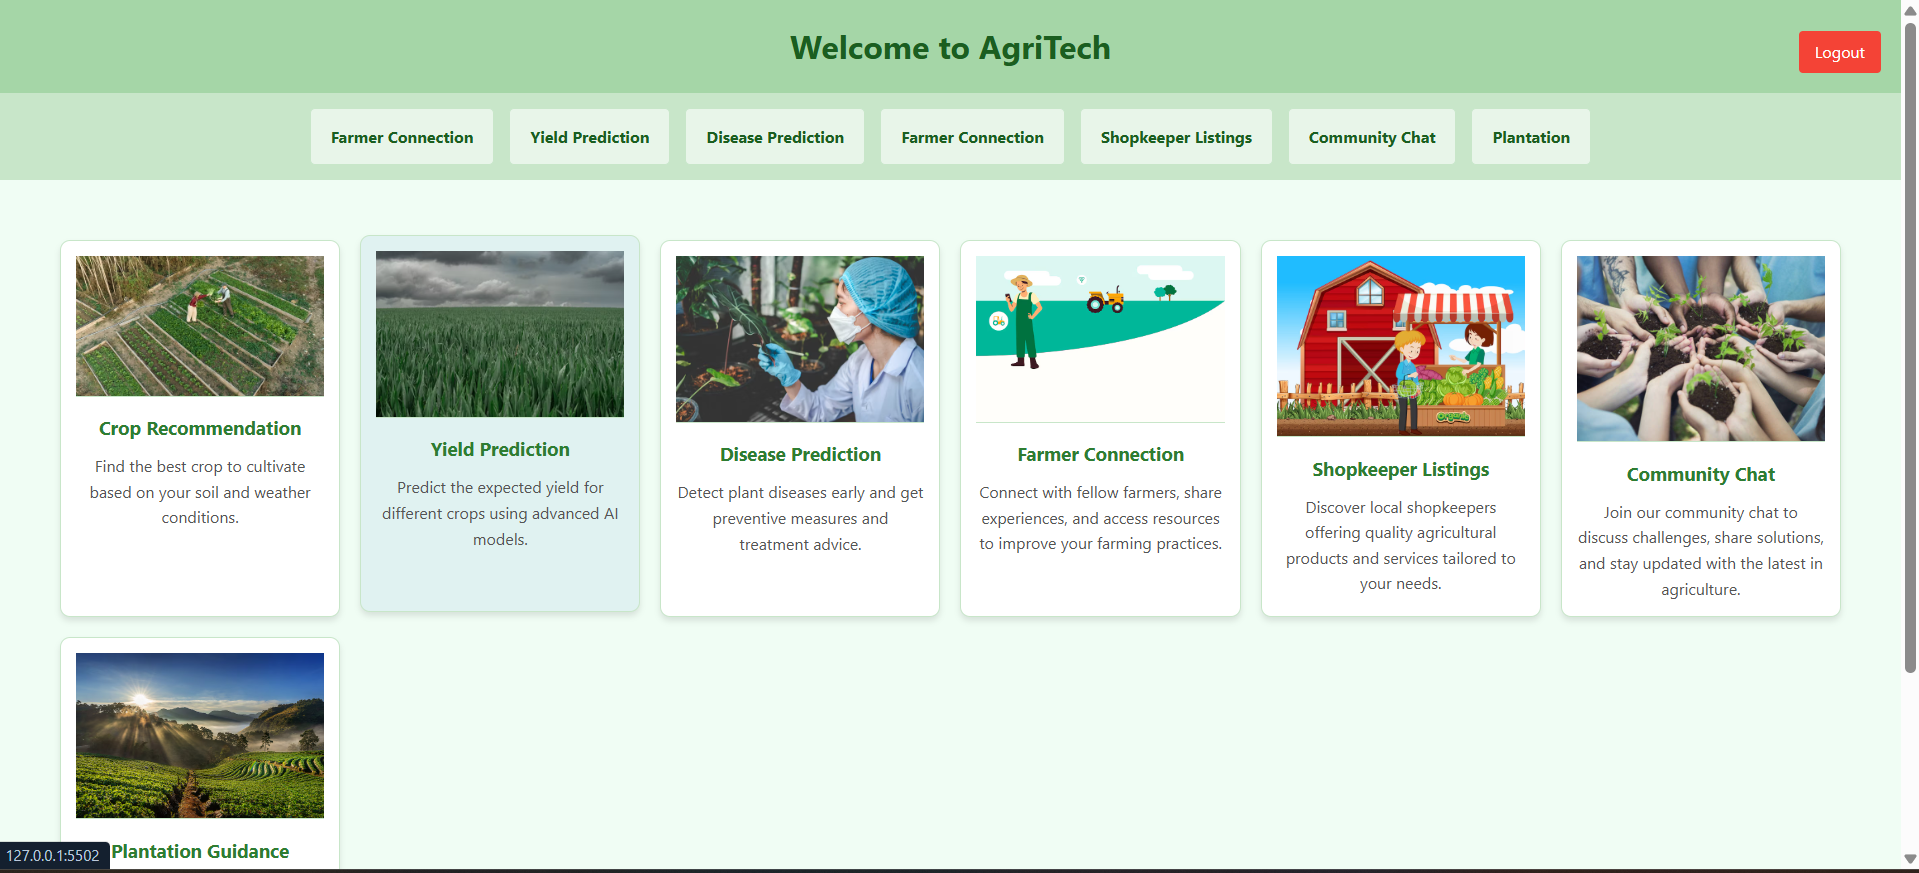 Welcome to AgriTech
Logout
Farmer Connection
Yield Prediction
Disease Prediction
Farmer Connection
Shopkeeper Listings
Community Chat
Plantation
Crop Recommendation
Find the best crop to cultivate
based on your soil and weather
conditions.
Yield Prediction
Predict the expected yield for
different crops using advanced AI
models.
Disease Prediction
Detect plant diseases early and get
preventive measures and
treatment advice.
Farmer Connection
Connect with fellow farmers, share
experiences, and access resources
to improve your farming practices.
Organic
Shopkeeper Listings
Discover local shopkeepers
offering quality agricultural
products and services tailored to
your needs.
Community Chat
Join our community chat to
discuss challenges, share solutions,
and stay updated with the latest in
agriculture.
Plantation Guidance
127.0.0.1:5502